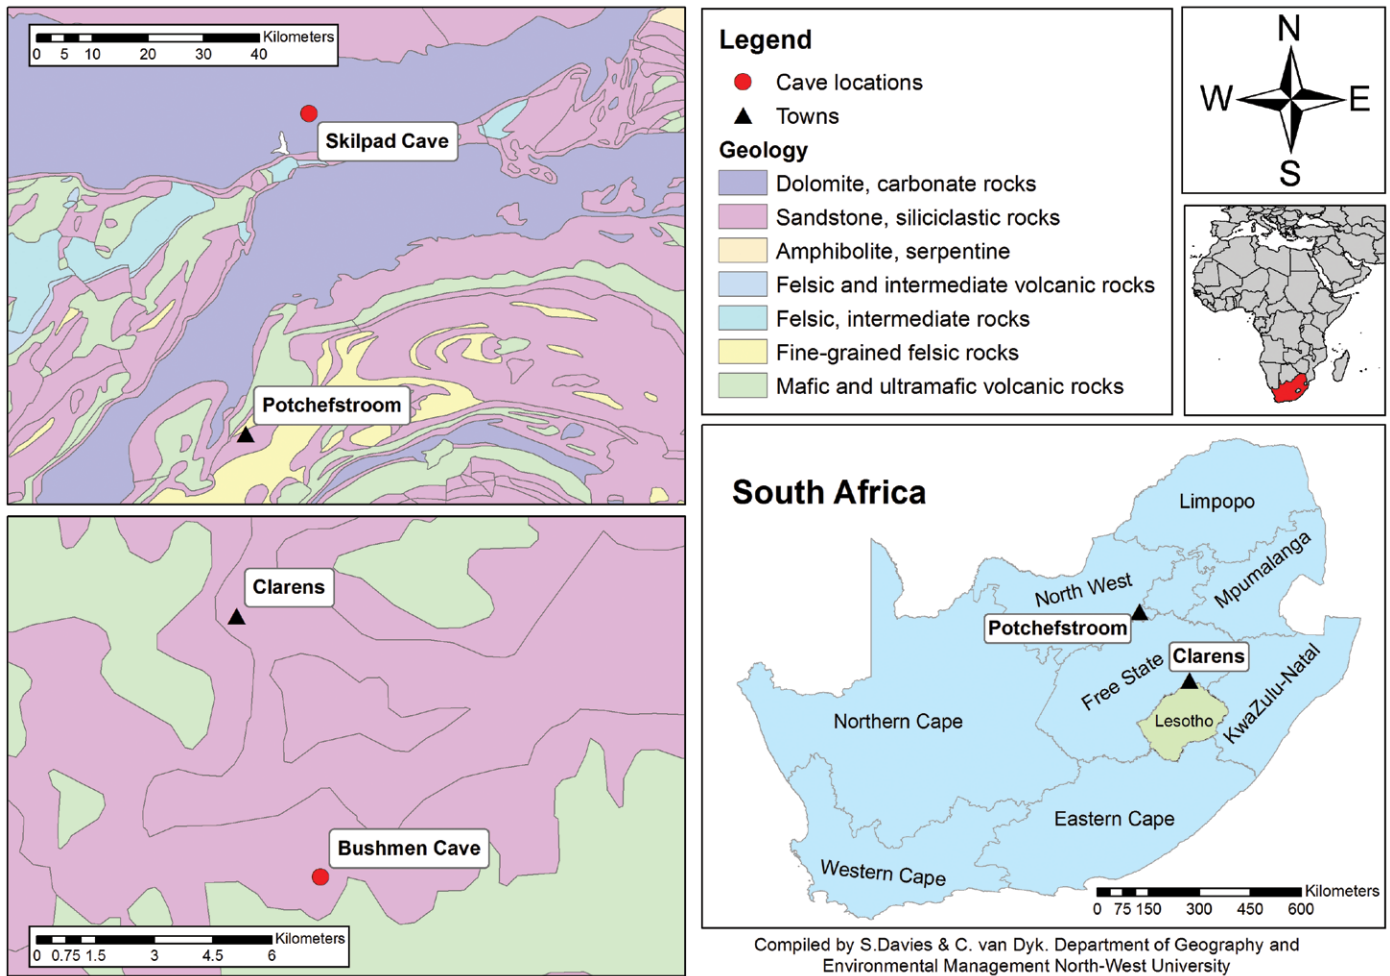 Kilometers
0 5 10 20 30 40
Skilpad Cave
Potchefstroom
Clarens
Bushmen Cave
Kilometers
0 0.75 1.5 3 4.5 6
Legend
Cave locations
Towns
Geology
Dolomite, carbonate rocks
Sandstone, siliciclastic rocks
Amphibolite, serpentine
Felsic and intermediate volcanic rocks
Felsic, intermediate rocks
Fine-grained felsic rocks
Mafic and ultramafic volcanic rocks
N
W E
S
South Africa
Limpopo
Mpumalanga
North West
Potchefstroom
Clarens
Free State
KwaZulu-Natal
Lesotho
Northern Cape
Eastern Cape
Western Cape
Kilometers
0 75 150 300 450 600
Compiled by S.Davies & C. van Dyk. Department of Geography and
Environmental Management North-West University